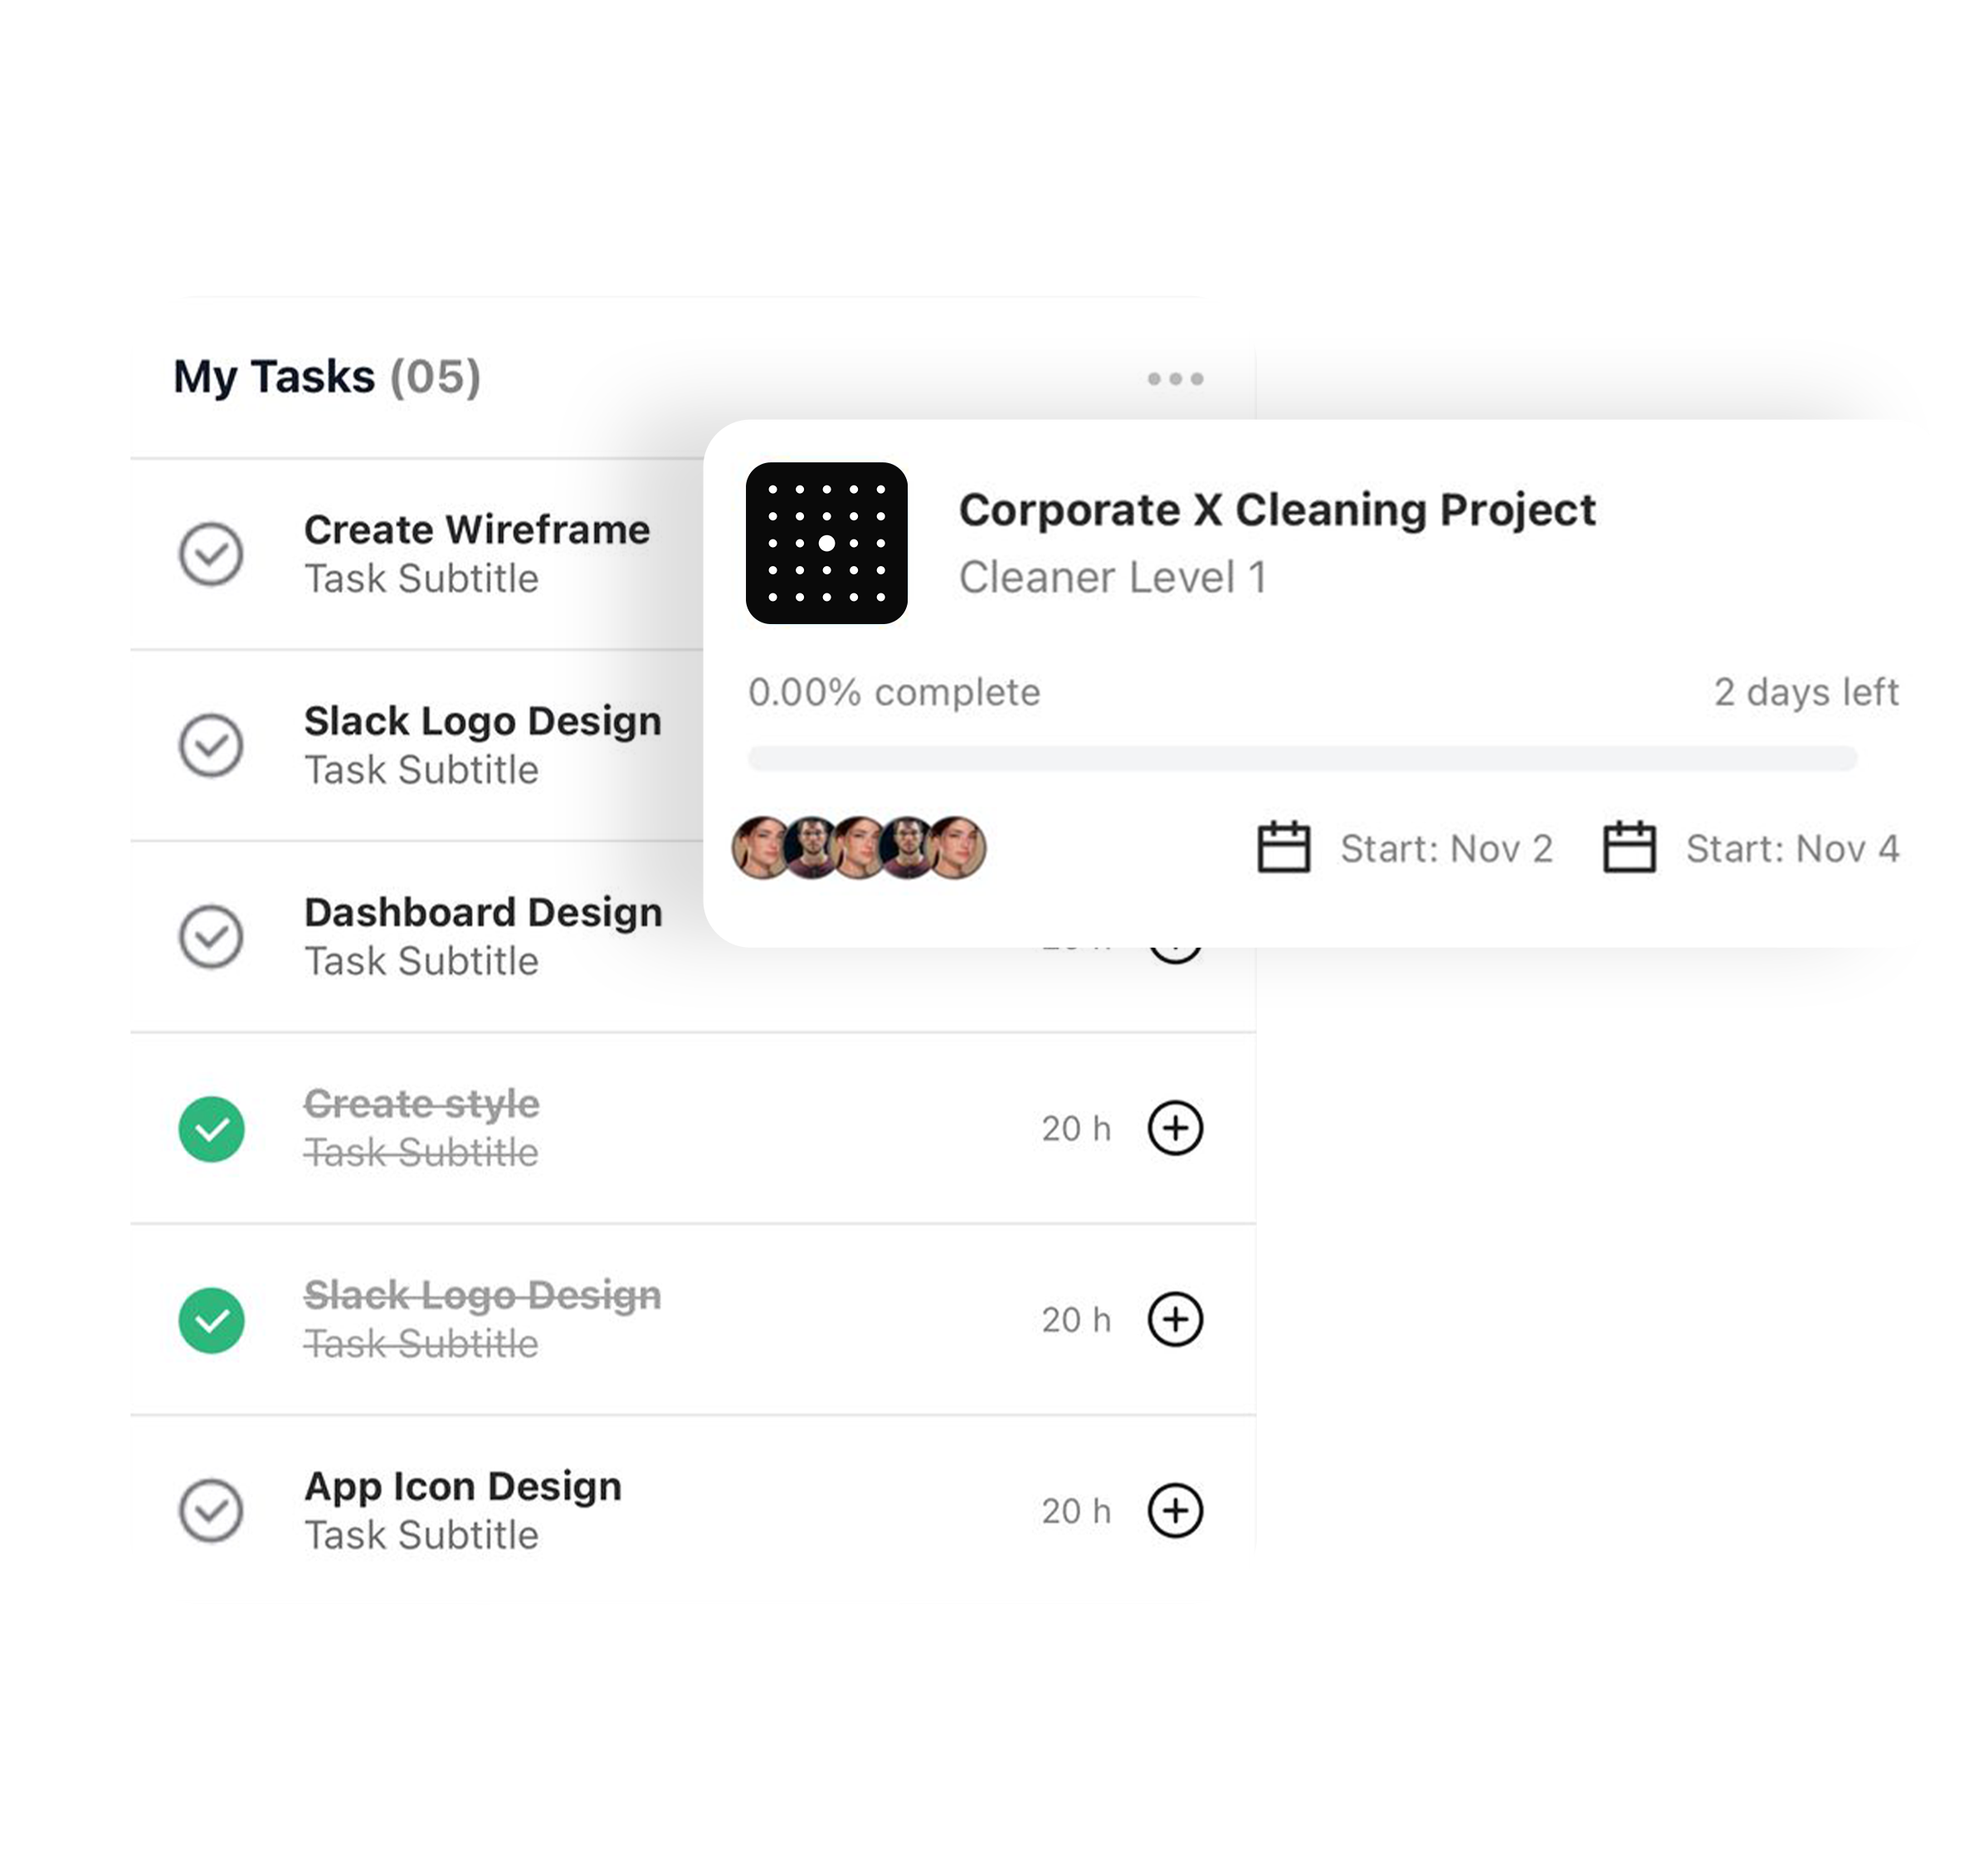 My Tasks (05)
Create Wireframe
Task Subtitle
Slack Logo Design
Task Subtitle
Dashboard Design
Task Subtitle
Corporate X Cleaning Project
Cleaner Level 1
0.00% complete
2 days left
Start: Nov 2
Start: Nov 4
Create style
Task Subtitle
20 h
Slack Logo Design
Task Subtitle
20 h
App Icon Design
Task Subtitle
20 h